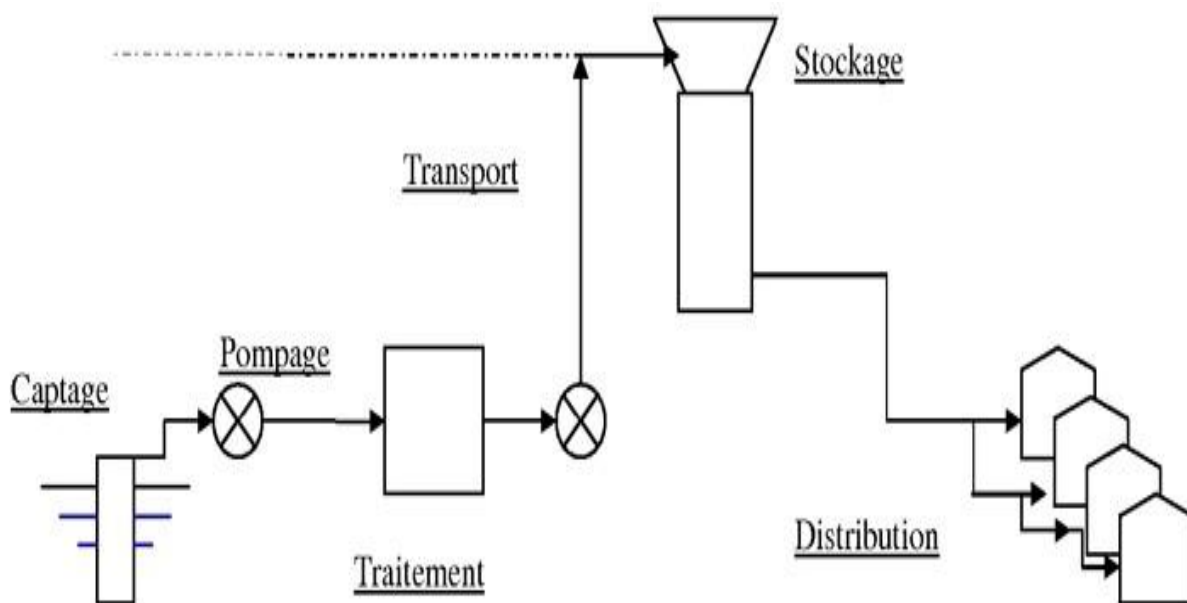 Stockage
Transport
Pompage
Captage
Distribution
Traitement